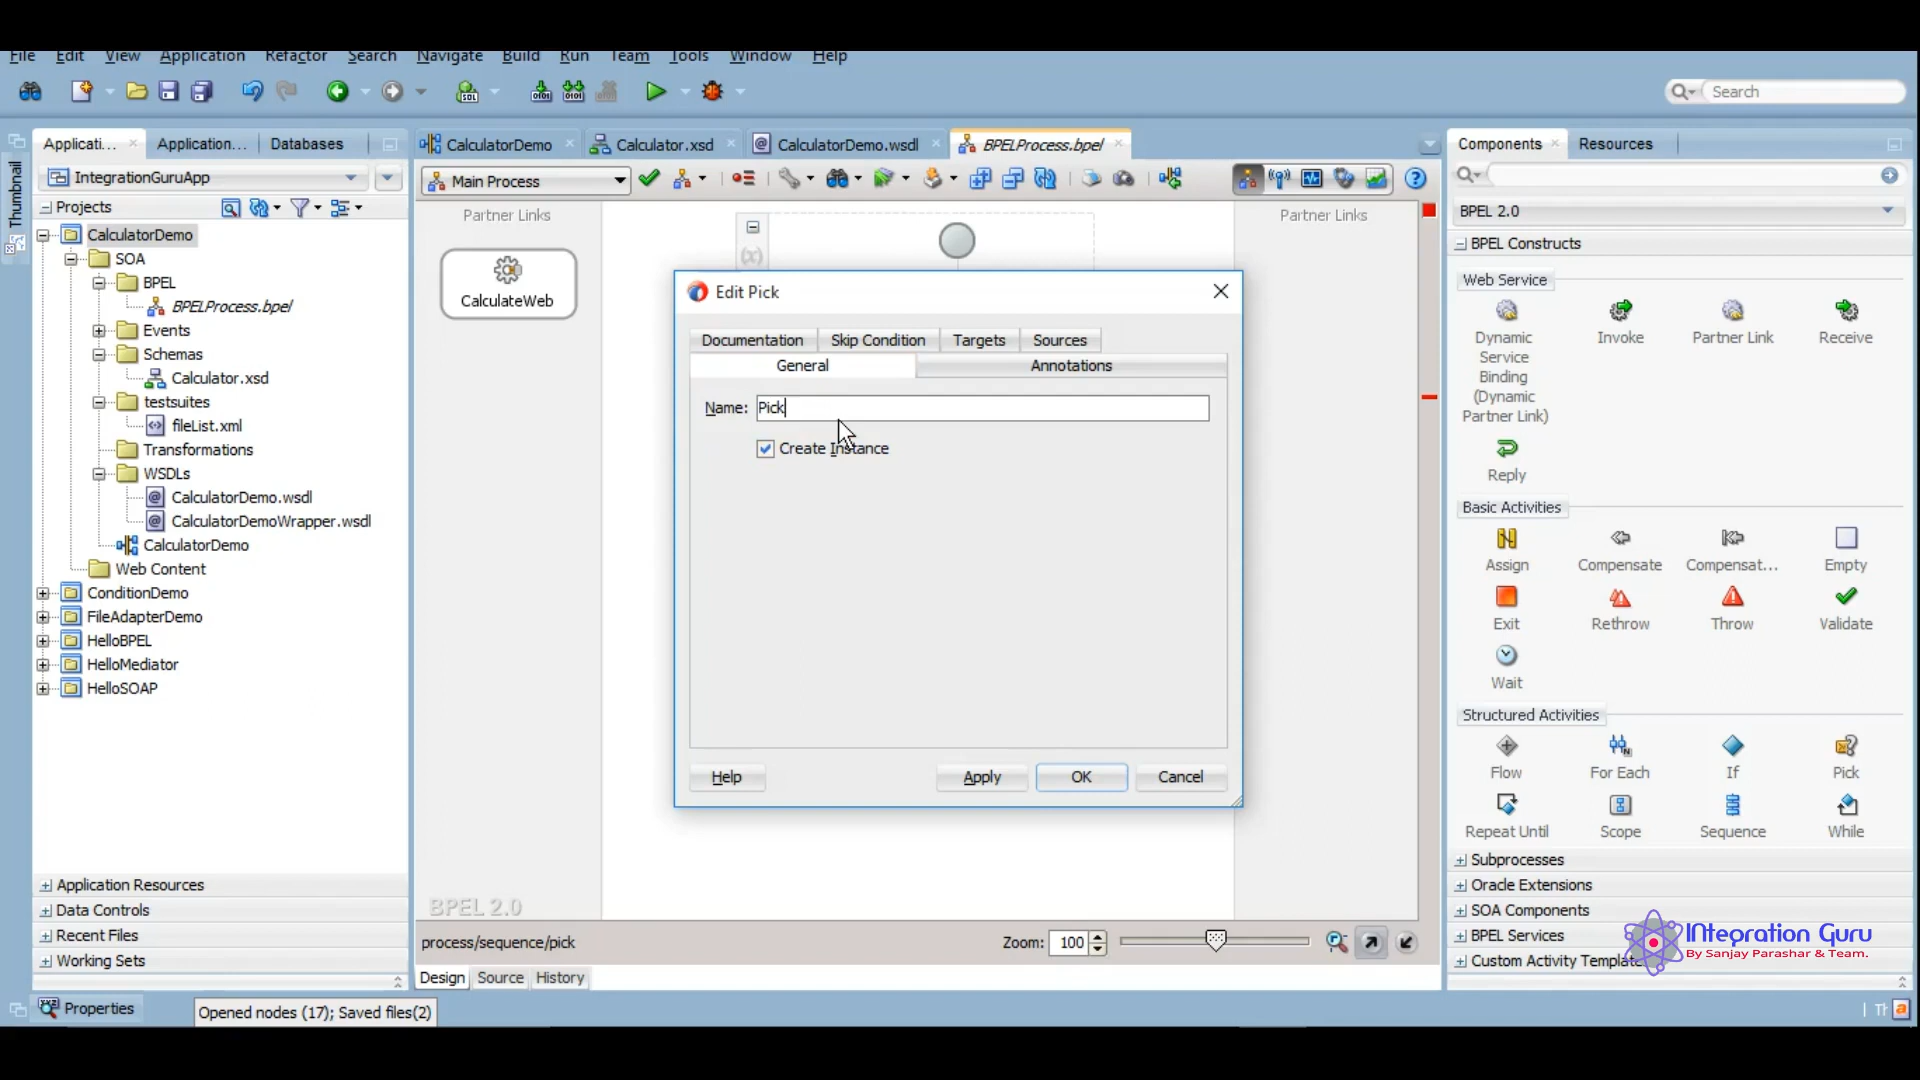 File Edit View Application Refactor Search Navigate Build Run Team Tools Window Help
Search
Thumbnail
Applicati... Application... Databases
CalculatorDemo Calculator.xsd CalculatorDemo.wsdl BPELProcess.bpel
Components Resources
IntegrationGuruApp
Main Process
Projects
CalculatorDemo
SOA
BPEL
BPELProcess.bpel
Events
Schemas
Calculator.xsd
testsuites
fileList.xml
Transformations
WSDLs
CalculatorDemo.wsdl
CalculatorDemoWrapper.wsdl
CalculatorDemo
Web Content
ConditionDemo
FileAdapterDemo
HelloBPEL
HelloMediator
HelloSOAP
Application Resources
Data Controls
Recent Files
Working Sets
Partner Links
Partner Links
(x)
CalculateWeb
Edit Pick
Documentation Skip Condition Targets Sources
General Annotations
Name: Pick
Create Instance
Help Apply OK Cancel
BPEL 2.0
process/sequence/pick
Zoom: 100
Design Source History
BPEL 2.0
BPEL Constructs
Web Service
Dynamic Service Binding (Dynamic Partner Link)
Invoke
Partner Link
Receive
Reply
Basic Activities
Assign Compensate Compensat... Empty
Exit Rethrow Throw Validate
Wait
Structured Activities
Flow For Each If Pick
Repeat Until Scope Sequence While
Subprocesses
Oracle Extensions
SOA Components
BPEL Services
Custom Activity Template
INtegration Guru
By Sanjay Parashar & Team.
Properties
Opened nodes (17); Saved files(2)